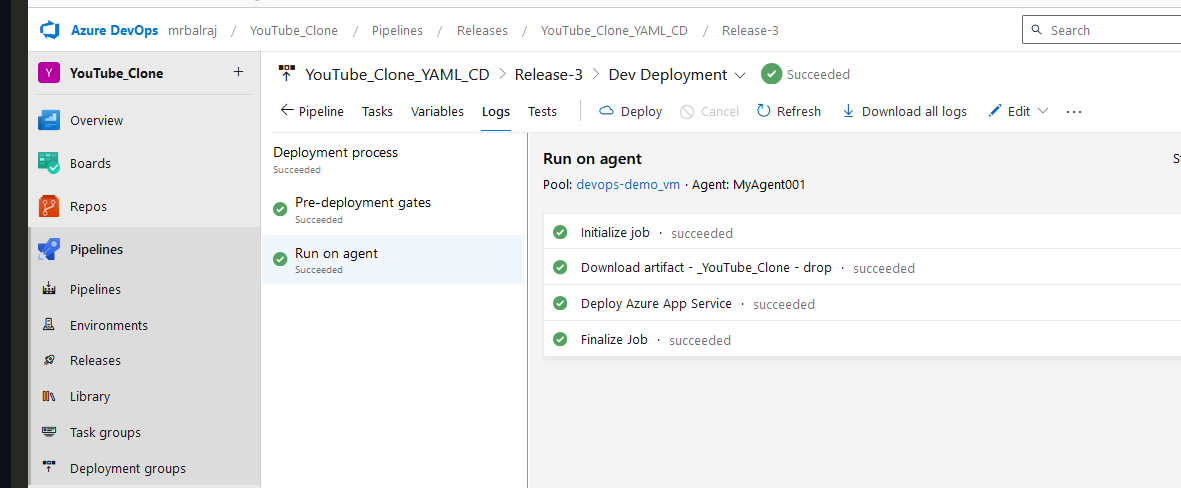 Azure DevOps mrbalraj / YouTube_Clone / Pipelines / Releases / YouTube_Clone_YAML_CD / Release-3
Search
Y YouTube_Clone +
Overview
Boards
Repos
Pipelines
Pipelines
Environments
Releases
Library
Task groups
Deployment groups
YouTube_Clone_YAML_CD > Release-3 > Dev Deployment Succeeded
Pipeline Tasks Variables Logs Tests Deploy Cancel Refresh Download all logs Edit ...
Deployment process
Succeeded
Pre-deployment gates
Succeeded
Run on agent
Succeeded
Run on agent
Pool: devops-demo_vm · Agent: MyAgent001
Initialize job · succeeded
Download artifact - _YouTube_Clone - drop · succeeded
Deploy Azure App Service · succeeded
Finalize Job · succeeded